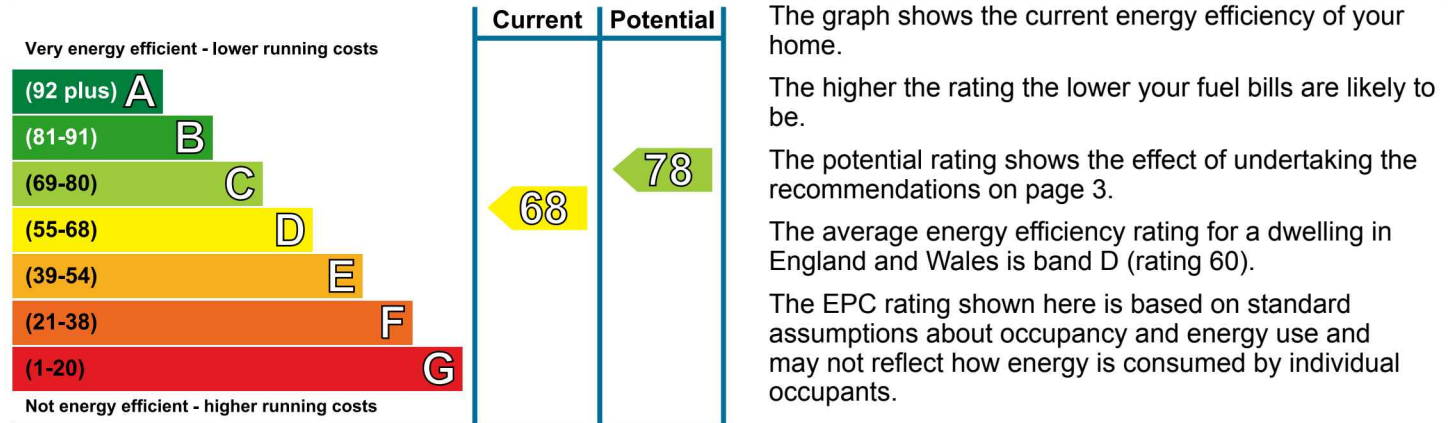 Current Potential
Very energy efficient - lower running costs
(92 plus) A
(81-91) B
(69-80) C
(55-68) D
(39-54) E
(21-38) F
(1-20) G
Not energy efficient - higher running costs
68
78
The graph shows the current energy efficiency of your
home.
The higher the rating the lower your fuel bills are likely to
be.
The potential rating shows the effect of undertaking the
recommendations on page 3.
The average energy efficiency rating for a dwelling in
England and Wales is band D (rating 60).
The EPC rating shown here is based on standard
assumptions about occupancy and energy use and
may not reflect how energy is consumed by individual
occupants.